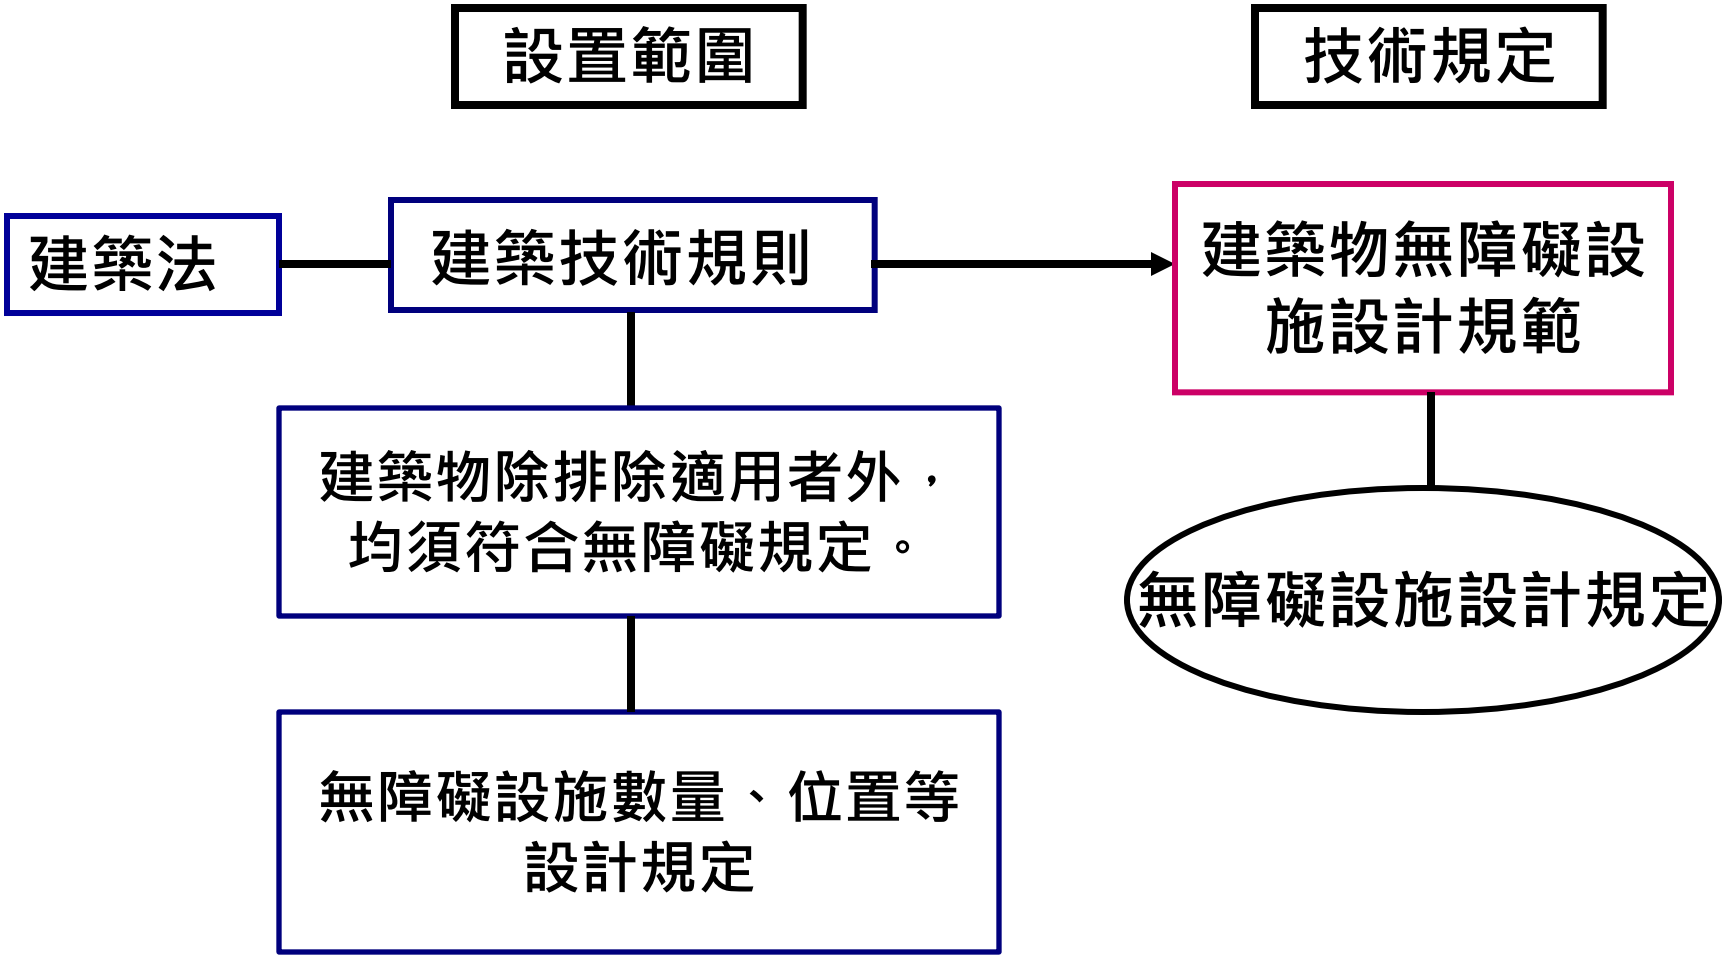 設置範圍
技術規定
建築法
建築技術規則
建築物無障礙設
施設計規範
建築物除排除適用者外，
均須符合無障礙規定。
無障礙設施設計規定
無障礙設施數量、位置等
設計規定